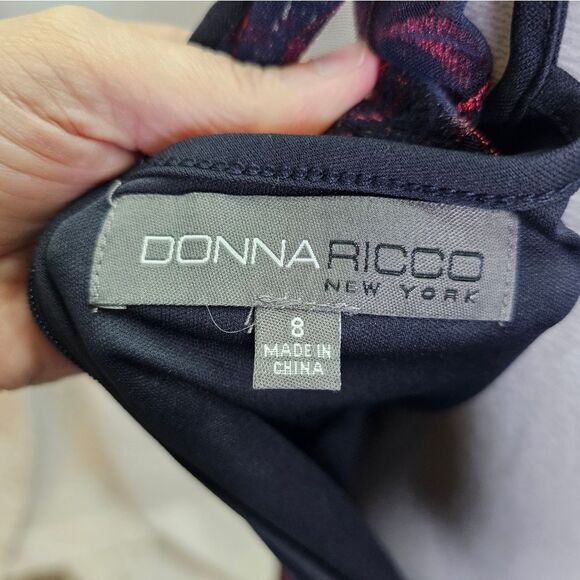 DONNA RICCO
NEW YORK
8
MADE IN
CHINA